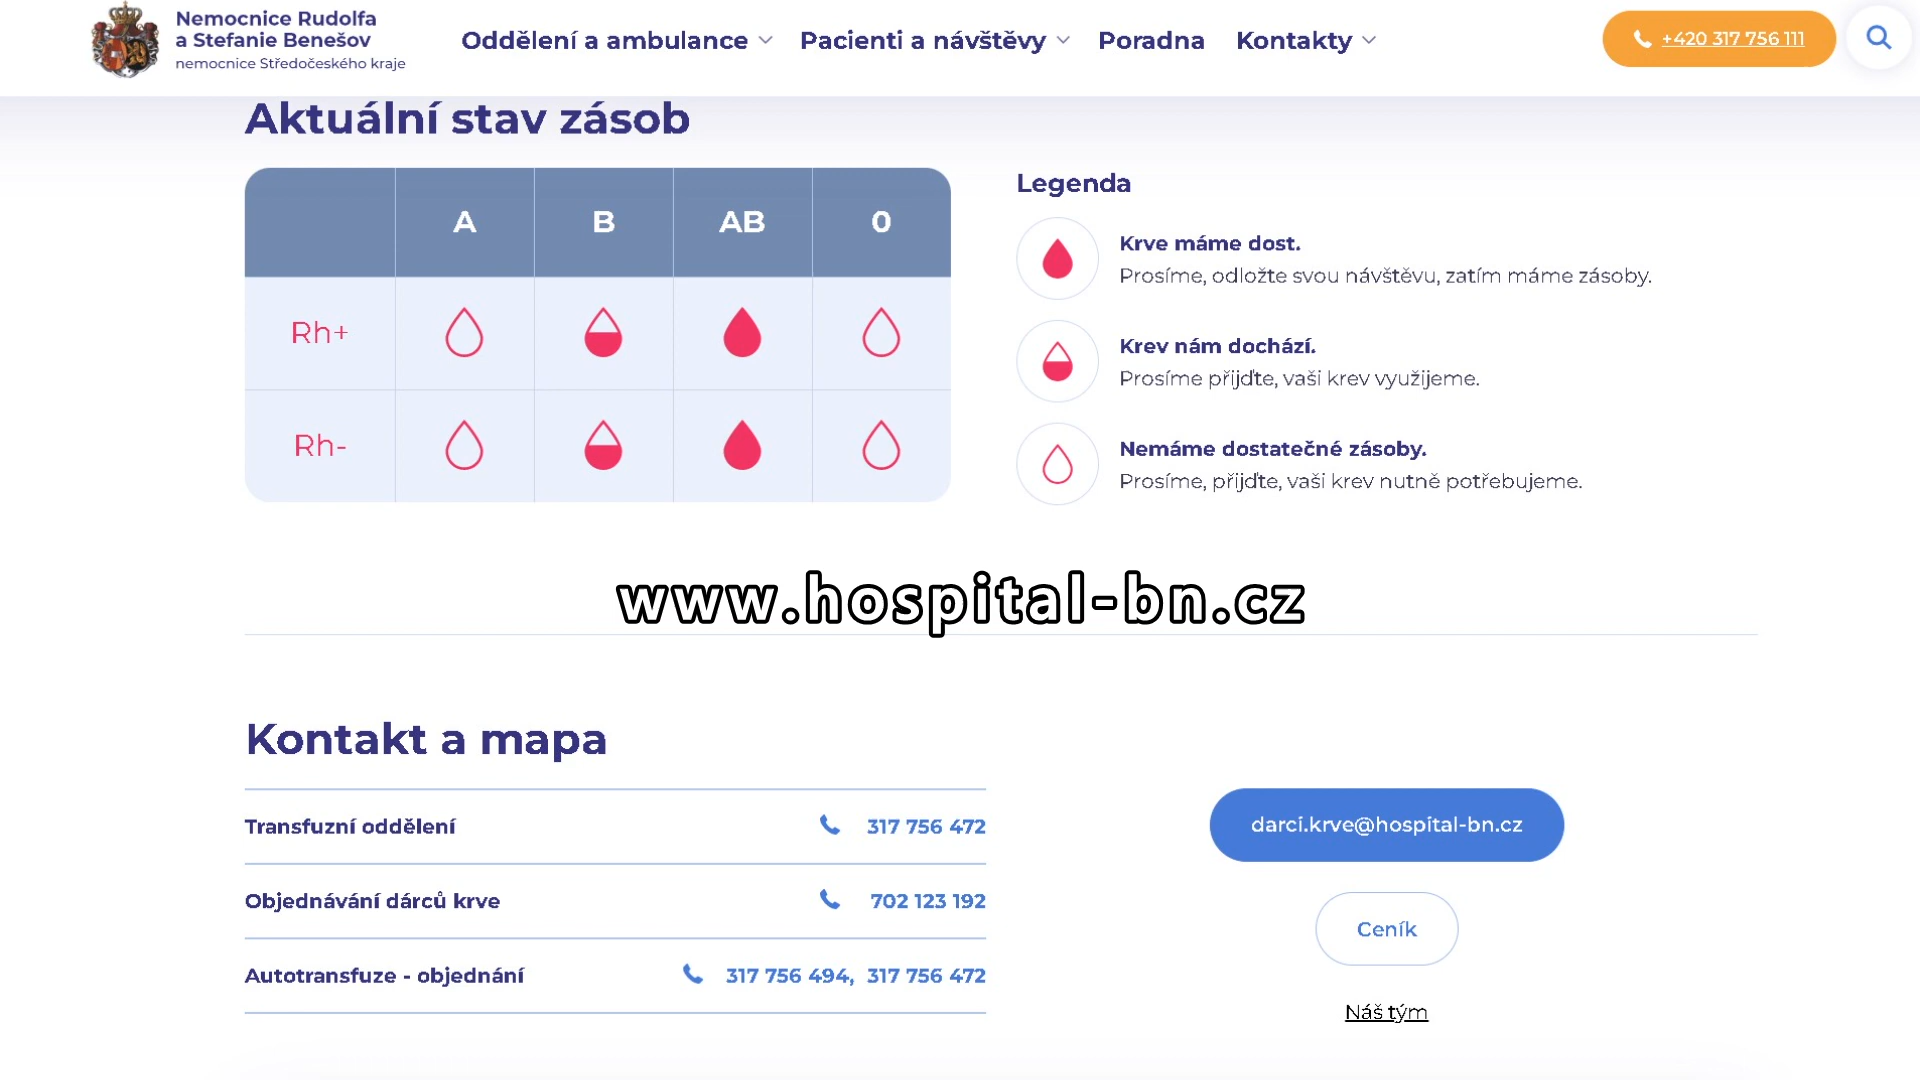 Nemocnice Rudolfa
a Stefanie Benešov
nemocnice Středočeského kraje
Oddělení a ambulance
Pacienti a návštěvy
Poradna
Kontakty
+420 317 756 111
Aktuální stav zásob
A B AB 0
Rh+
Rh-
Legenda
Krve máme dost.
Prosíme, odložte svou návštěvu, zatím máme zásoby.
Krev nám dochází.
Prosíme přijďte, vaši krev využijeme.
Nemáme dostatečné zásoby.
Prosíme, přijďte, vaši krev nutně potřebujeme.
www.hospital-bn.cz
Kontakt a mapa
Transfuzní oddělení 317 756 472
Objednávání dárců krve 702 123 192
Autotransfuze - objednání 317 756 494, 317 756 472
darci.krve@hospital-bn.cz
Ceník
Náš tým